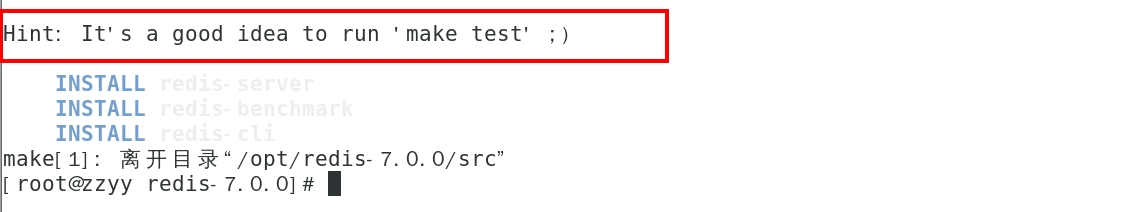 Hint: It's a good idea to run 'make test' ;)
INSTALL redis-server
INSTALL redis-benchmark
INSTALL redis-cli
make[1]: 离开目录“/opt/redis-7.0.0/src”
[root@zzyy redis-7.0.0]#